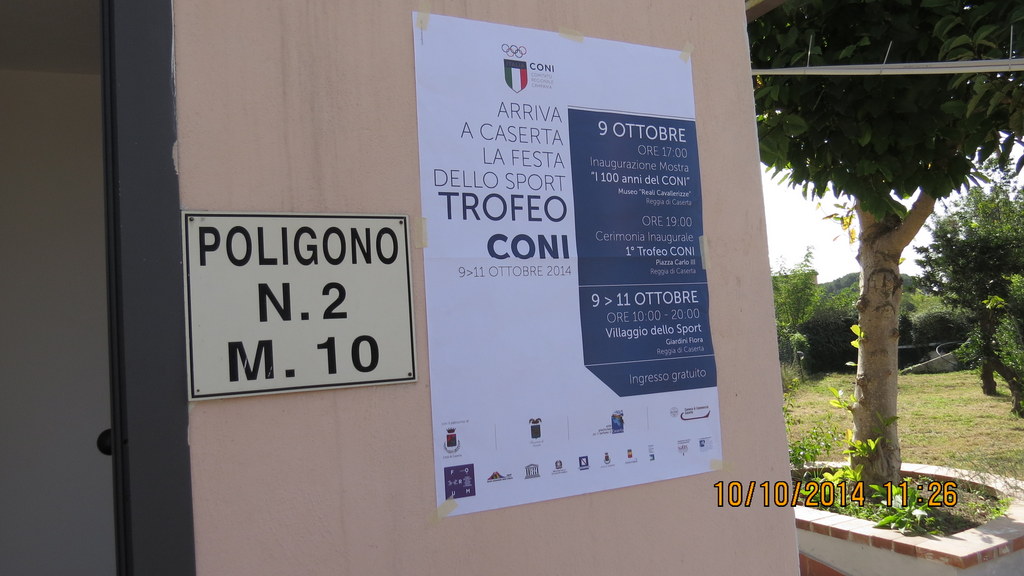 POLIGONO
N. 2
M. 10
CONI
ARRIVA
A CASERTA
LA FESTA
DELLO SPORT
TROFEO
CONI
9>11 OTTOBRE 2014
9 OTTOBRE
ORE 17:00
Inaugurazione Mostra
"I 100 anni del CONI"
Museo "Reali Cavallerizze"
Reggia di Caserta
ORE 19:00
Cerimonia Inaugurale
1° Trofeo CONI
Piazza Carlo III
Reggia di Caserta
9 > 11 OTTOBRE
ORE 10:00 - 20:00
Villaggio dello Sport
Giardini Flora
Reggia di Caserta
Ingresso gratuito
10/10/2014 11:26